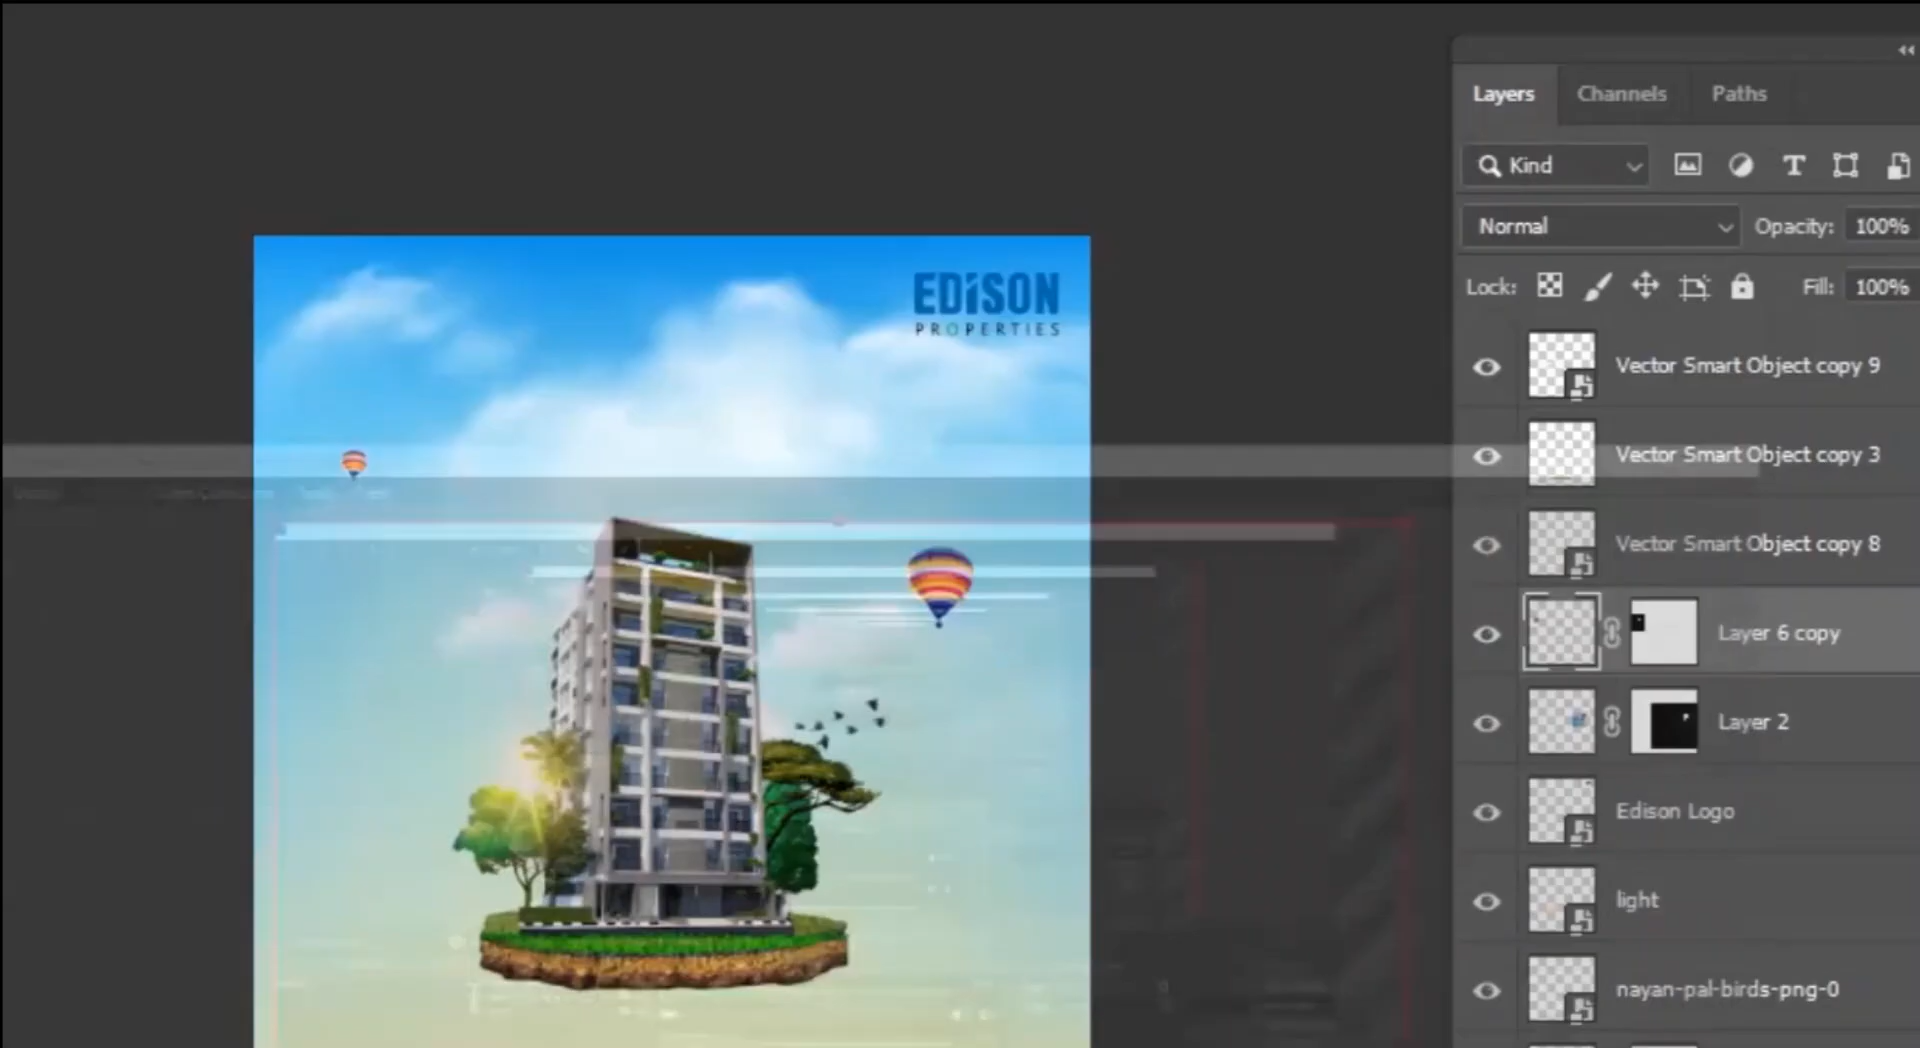 Layers Channels Paths
Kind
Normal Opacity: 100%
Lock: Fill: 100%
EDISON
PROPERTIES
Vector Smart Object copy 9
Vector Smart Object copy 3
Vector Smart Object copy 8
Layer 6 copy
Layer 2
Edison Logo
light
nayan-pal-birds-png-0